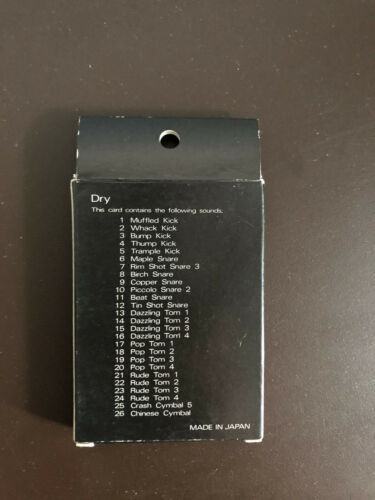 Dry
This card contains the following sounds;
1 Muffled Kick
2 Whack Kick
3 Bump Kick
4 Thump Kick
5 Trample Kick
6 Maple Snare
7 Rim Shot Snare 3
8 Birch Snare
9 Copper Snare
10 Piccolo Snare 2
11 Beat Snare
12 Tin Shot Snare
13 Dazzling Tom 1
14 Dazzling Tom 2
15 Dazzling Tom 3
16 Dazzling Tom 4
17 Pop Tom 1
18 Pop Tom 2
19 Pop Tom 3
20 Pop Tom 4
21 Rude Tom 1
22 Rude Tom 2
23 Rude Tom 3
24 Rude Tom 4
25 Crash Cymbal 5
26 Chinese Cymbal
MADE IN JAPAN